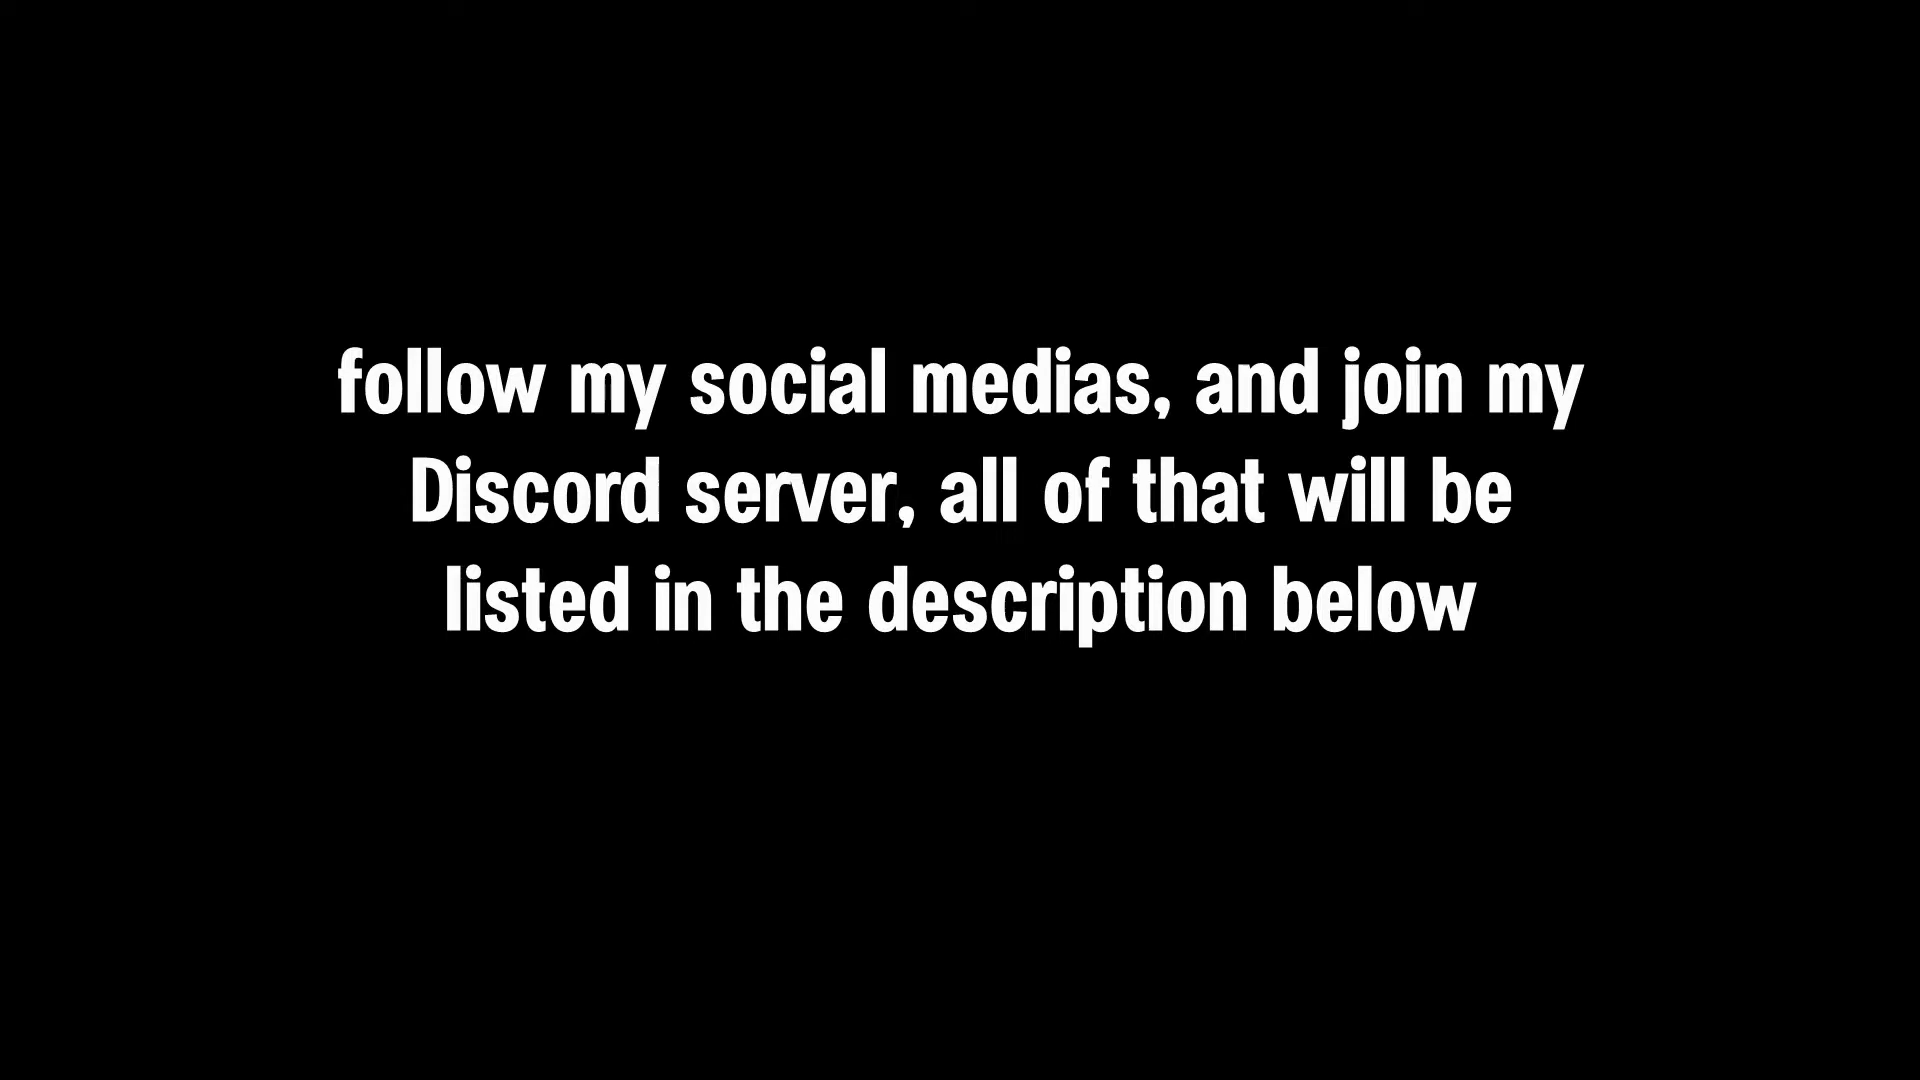 follow my social medias, and join my
Discord server, all of that will be
listed in the description below